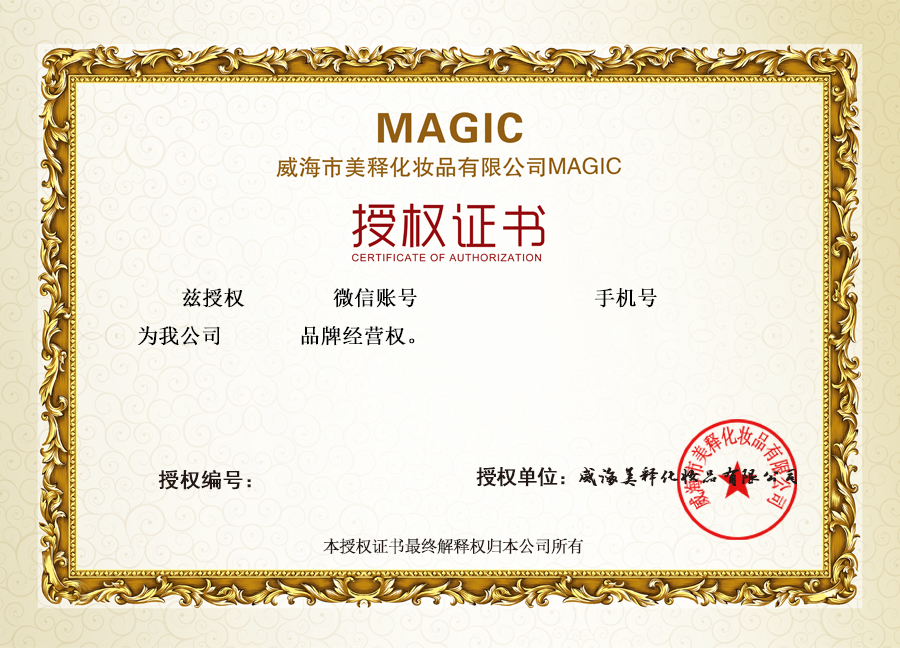 MAGIC
威海市美释化妆品有限公司MAGIC
授权证书
CERTIFICATE OF AUTHORIZATION
兹授权 微信账号 手机号
为我公司 品牌经营权。
授权编号：
授权单位：威海美释化妆品有限公司
威海市美释化妆品有限公司
本授权证书最终解释权归本公司所有